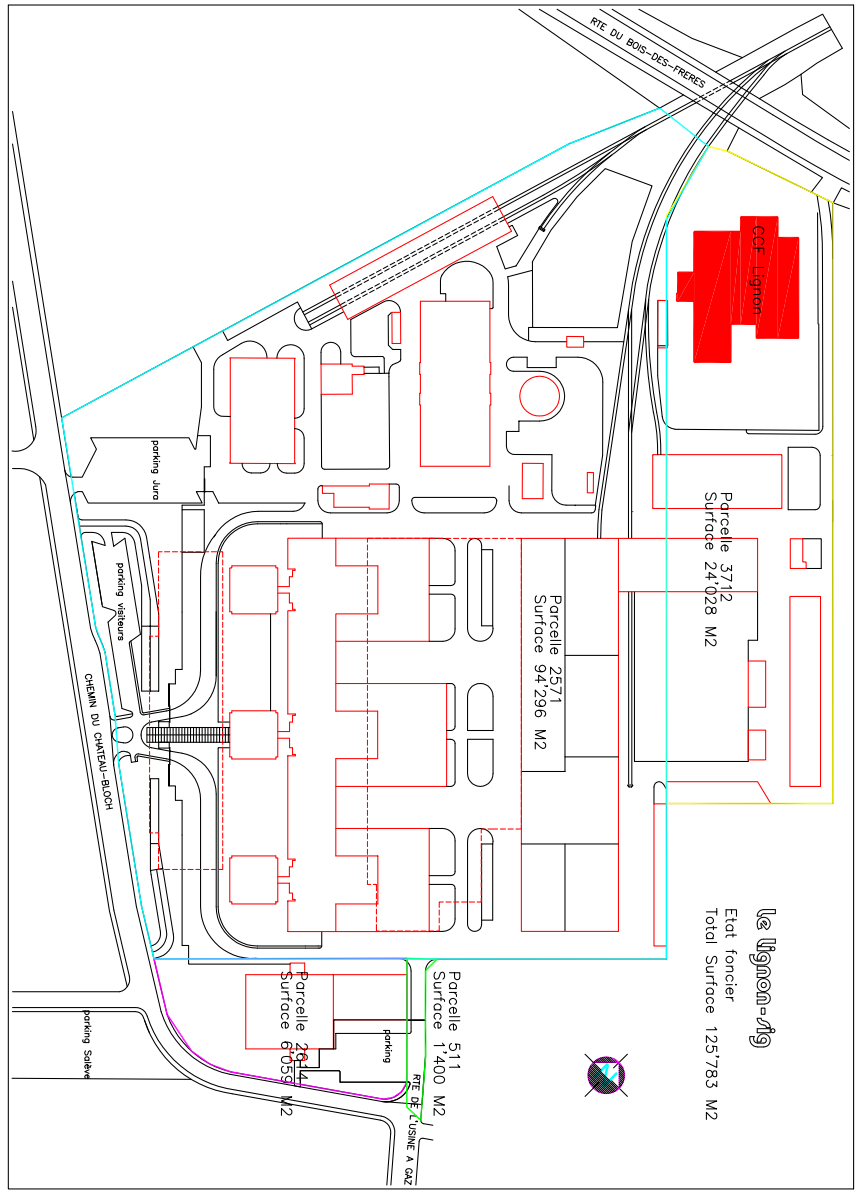 RTE DU BOIS-DES-FRERES
CCF Lignon
Parcelle 3712
Surface 24'028 M2
Parcelle 2571
Surface 94'296 M2
parking Jura
parking visiteurs
CHEMIN DU CHATEAU-BLOCH
le lignon-sig
Etat foncier
Total Surface 125'783 M2
Parcelle 511
Surface 1'400 M2
Parcelle
Surface 6'059 M2
parking
RTE DE L'USINE A GAZ
parking Salève